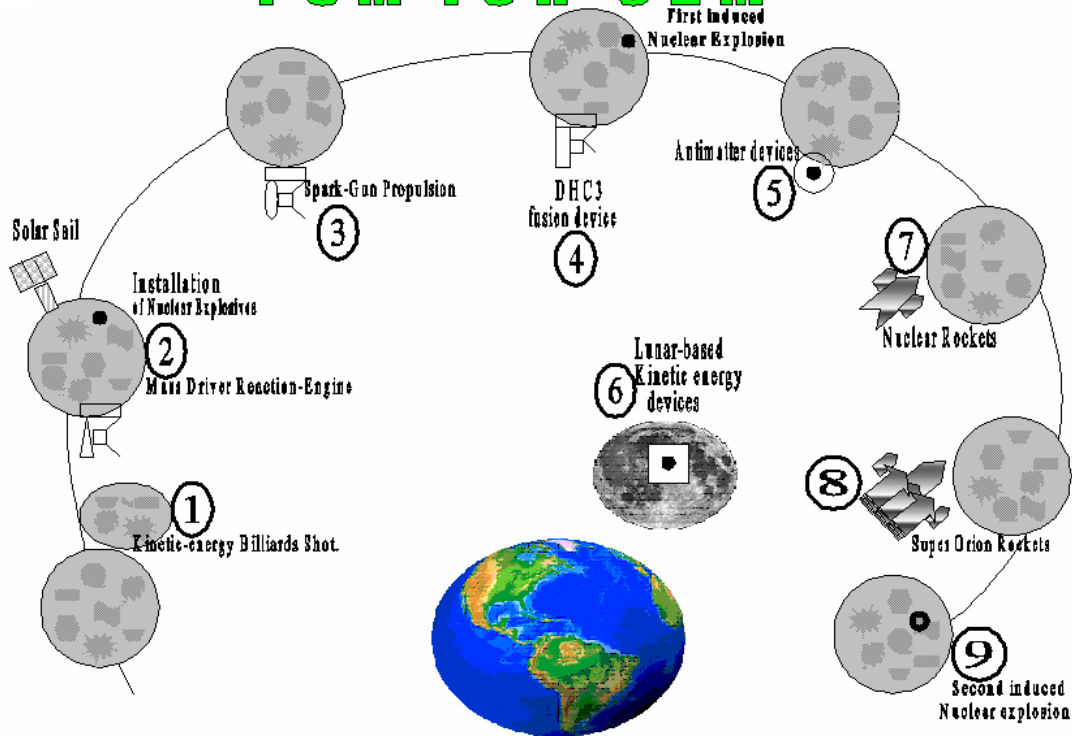 First induced
Nuclear Explosion
Antimatter devices
5
Spark-Gun Propulsion
3
DHC3
fusion device
4
Solar Sail
Installation
of Nuclear Explosives
2
Mass Driver Reaction-Engine
7
Nuclear Rockets
Lunar-based
Kinetic energy
devices
6
8
Super Orion Rockets
1
Kinetic-energy Billiards Shot.
9
Second induced
Nuclear explosion